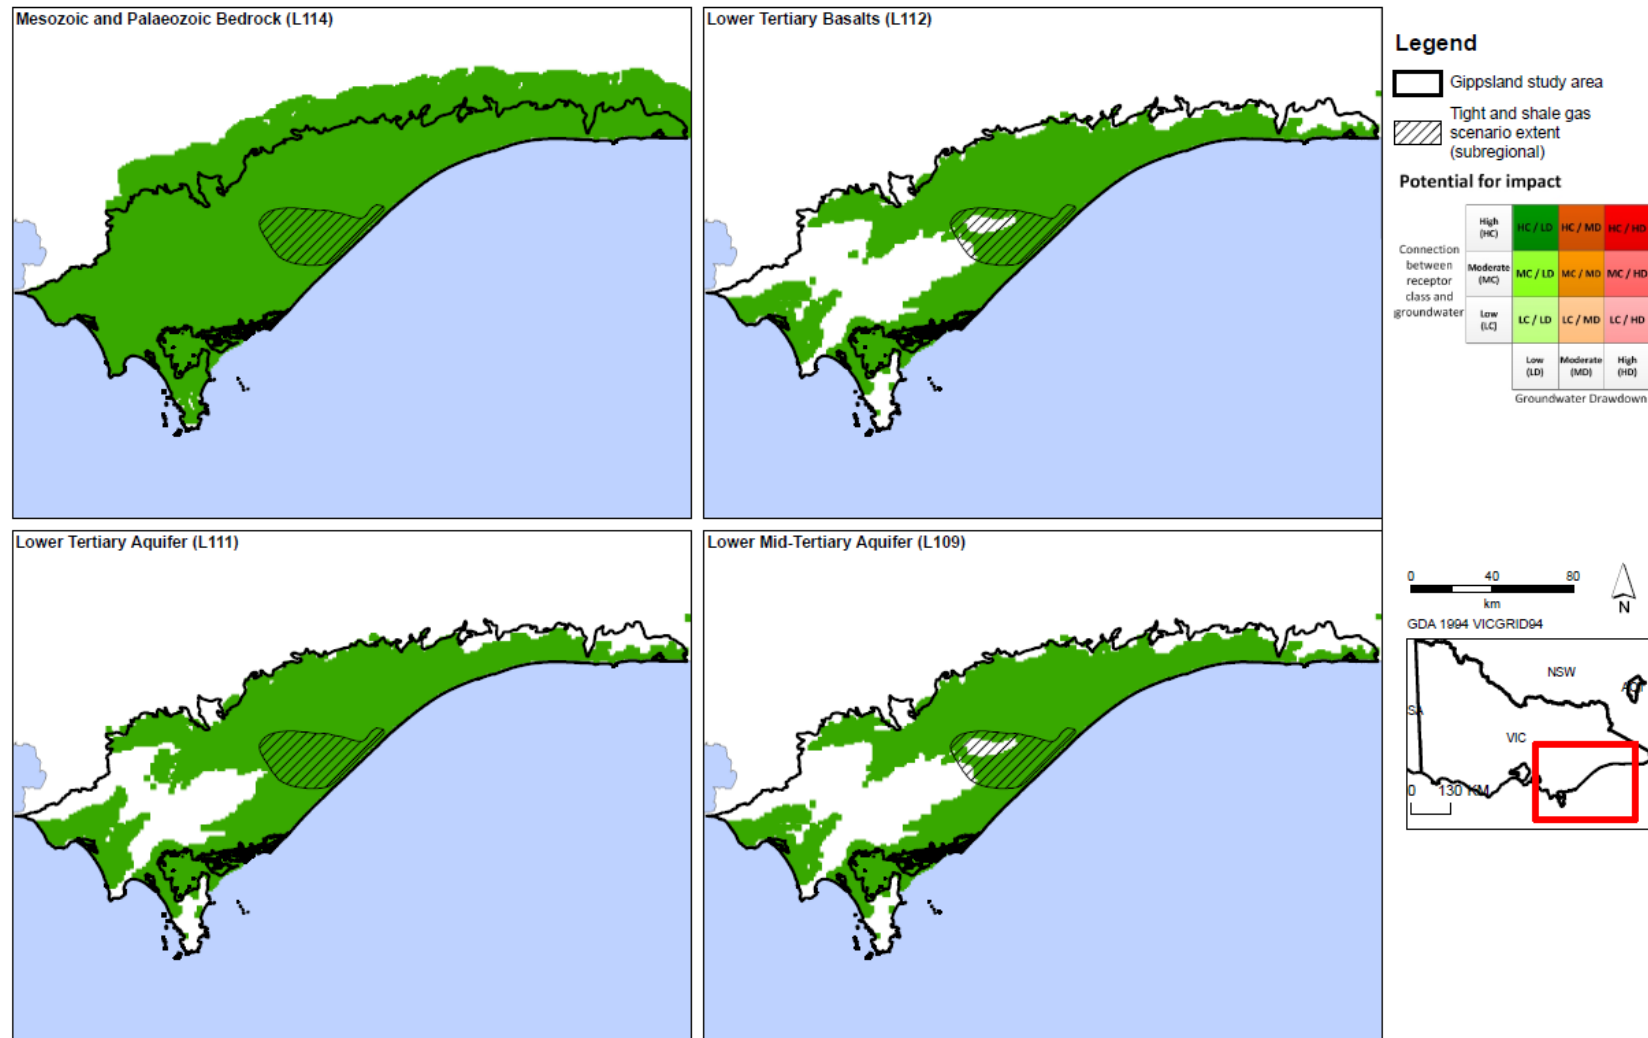 Mesozoic and Palaeozoic Bedrock (L114)
Lower Tertiary Basalts (L112)
Lower Tertiary Aquifer (L111)
Lower Mid-Tertiary Aquifer (L109)
Legend
Gippsland study area
Tight and shale gas
scenario extent
(subregional)
Potential for impact
Connection
between
receptor
class and
groundwater
High
(HC)
HC / LD HC / MD HC / HD
Moderate
(MC)
MC / LD MC / MD MC / HD
Low
(LC)
LC / LD LC / MD LC / HD
Low
(LD)
Moderate
(MD)
High
(HD)
Groundwater Drawdown
0 40 80
km
N
GDA 1994 VICGRID94
NSW
ACT
SA
VIC
0 130 KM